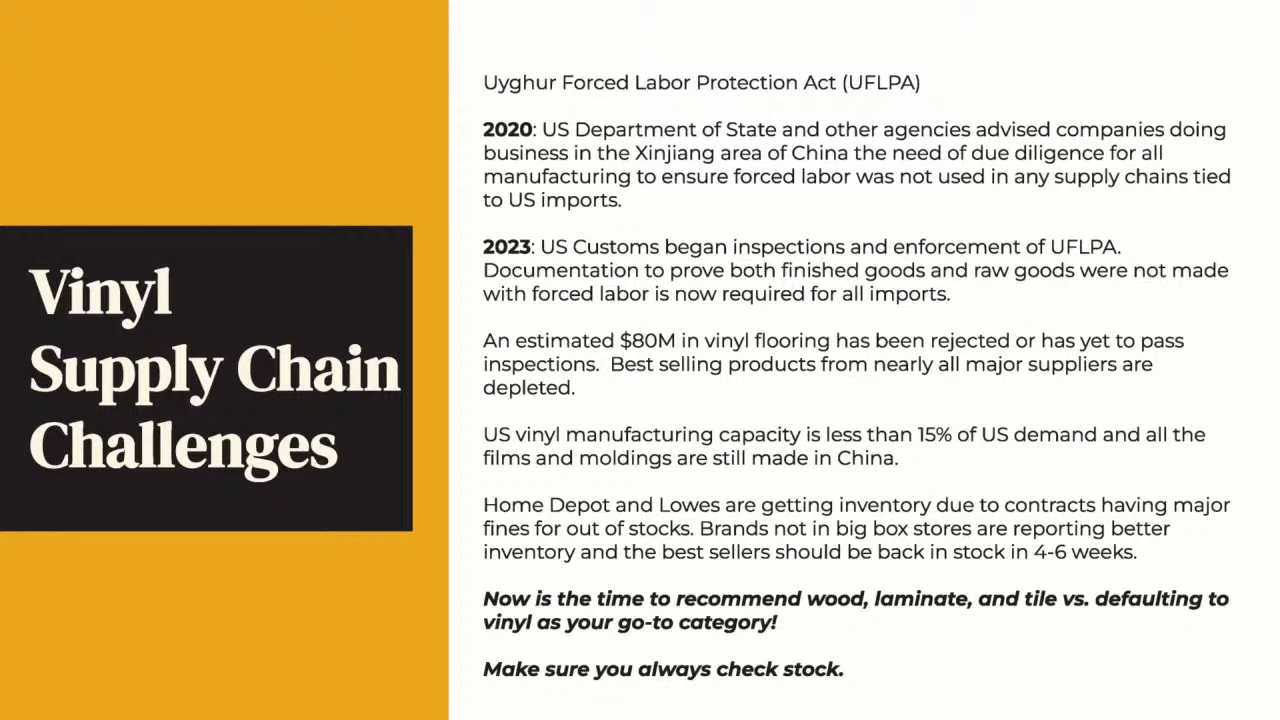 Vinyl
Supply Chain
Challenges
Uyghur Forced Labor Protection Act (UFLPA)
2020: US Department of State and other agencies advised companies doing
business in the Xinjiang area of China the need of due diligence for all
manufacturing to ensure forced labor was not used in any supply chains tied
to US imports.
2023: US Customs began inspections and enforcement of UFLPA.
Documentation to prove both finished goods and raw goods were not made
with forced labor is now required for all imports.
An estimated $80M in vinyl flooring has been rejected or has yet to pass
inspections.  Best selling products from nearly all major suppliers are
depleted.
US vinyl manufacturing capacity is less than 15% of US demand and all the
films and moldings are still made in China.
Home Depot and Lowes are getting inventory due to contracts having major
fines for out of stocks. Brands not in big box stores are reporting better
inventory and the best sellers should be back in stock in 4-6 weeks.
Now is the time to recommend wood, laminate, and tile vs. defaulting to
vinyl as your go-to category!
Make sure you always check stock.